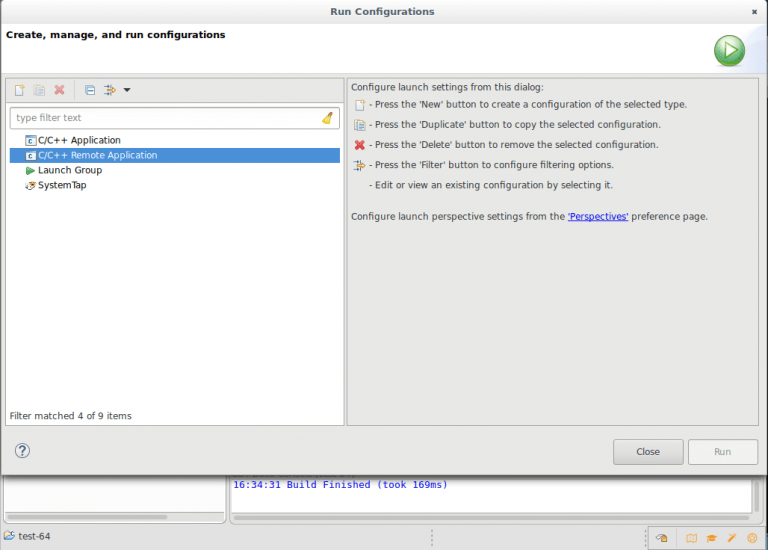 Run Configurations
Create, manage, and run configurations
type filter text
C/C++ Application
C/C++ Remote Application
Launch Group
SystemTap
Filter matched 4 of 9 items
Configure launch settings from this dialog:
- Press the 'New' button to create a configuration of the selected type.
- Press the 'Duplicate' button to copy the selected configuration.
- Press the 'Delete' button to remove the selected configuration.
- Press the 'Filter' button to configure filtering options.
- Edit or view an existing configuration by selecting it.
Configure launch perspective settings from the 'Perspectives' preference page.
Close
Run
16:34:31 Build Finished (took 169ms)
test-64